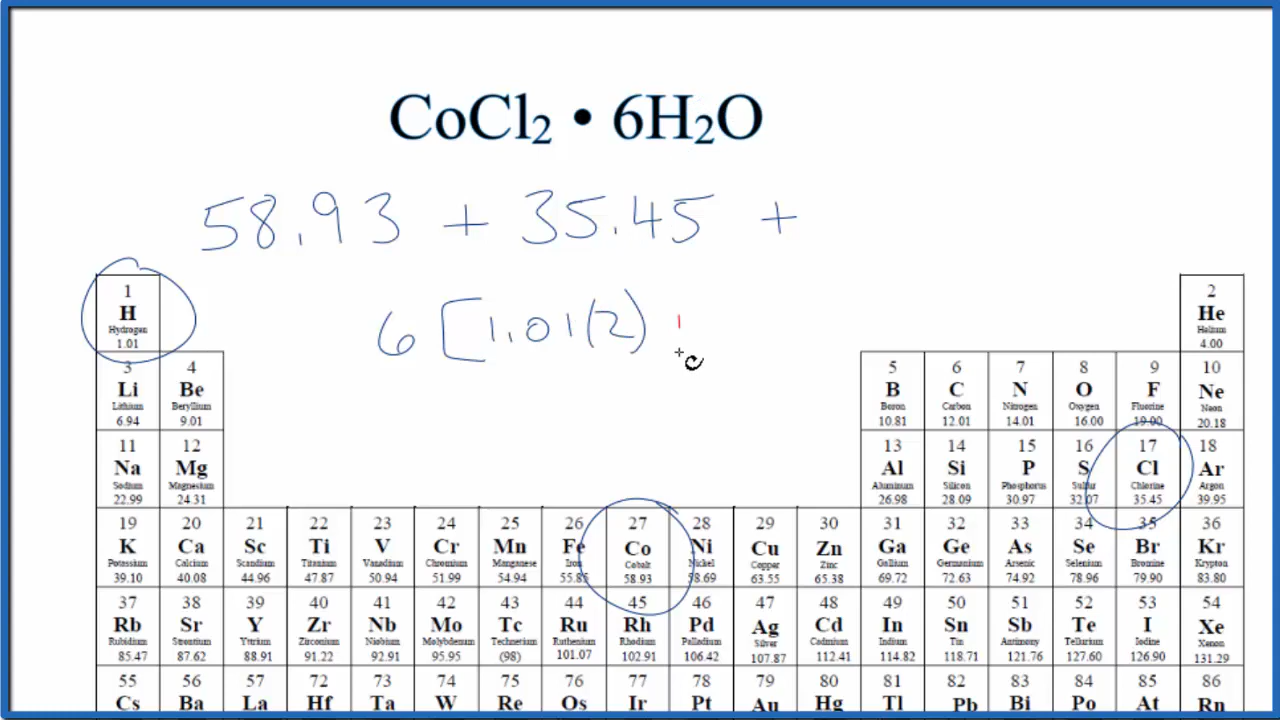 CoCl₂ • 6H₂O
58.93 + 35.45 +
6 [1.01(2)
1 2
H He
Hydrogen Helium
1.01 4.00
3 4 5 6 7 8 9 10
Li Be B C N O F Ne
Lithium Beryllium Boron Carbon Nitrogen Oxygen Fluorine Neon
6.94 9.01 10.81 12.01 14.01 16.00 19.00 20.18
11 12 13 14 15 16 17 18
Na Mg Al Si P S Cl Ar
Sodium Magnesium Aluminum Silicon Phosphorus Sulfur Chlorine Argon
22.99 24.31 26.98 28.09 30.97 32.07 35.45 39.95
19 20 21 22 23 24 25 26 27 28 29 30 31 32 33 34 35 36
K Ca Sc Ti V Cr Mn Fe Co Ni Cu Zn Ga Ge As Se Br Kr
Potassium Calcium Scandium Titanium Vanadium Chromium Manganese Iron Cobalt Nickel Copper Zinc Gallium Germanium Arsenic Selenium Bromine Krypton
39.10 40.08 44.96 47.87 50.94 51.99 54.94 55.85 58.93 58.69 63.55 65.38 69.72 72.63 74.92 78.96 79.90 83.80
37 38 39 40 41 42 43 44 45 46 47 48 49 50 51 52 53 54
Rb Sr Y Zr Nb Mo Tc Ru Rh Pd Ag Cd In Sn Sb Te I Xe
Rubidium Strontium Yttrium Zirconium Niobium Molybdenum Technetium Ruthenium Rhodium Palladium Silver Cadmium Indium Tin Antimony Tellurium Iodine Xenon
85.47 87.62 88.91 91.22 92.91 95.95 (98) 101.07 102.91 106.42 107.87 112.41 114.82 118.71 121.76 127.60 126.90 131.29
55 56 57 72 73 74 75 76 77 78 79 80 81 82 83 84 85 86
Cs Ba La Hf Ta W Re Os Ir Pt Au Hg Tl Pb Bi Po At Rn